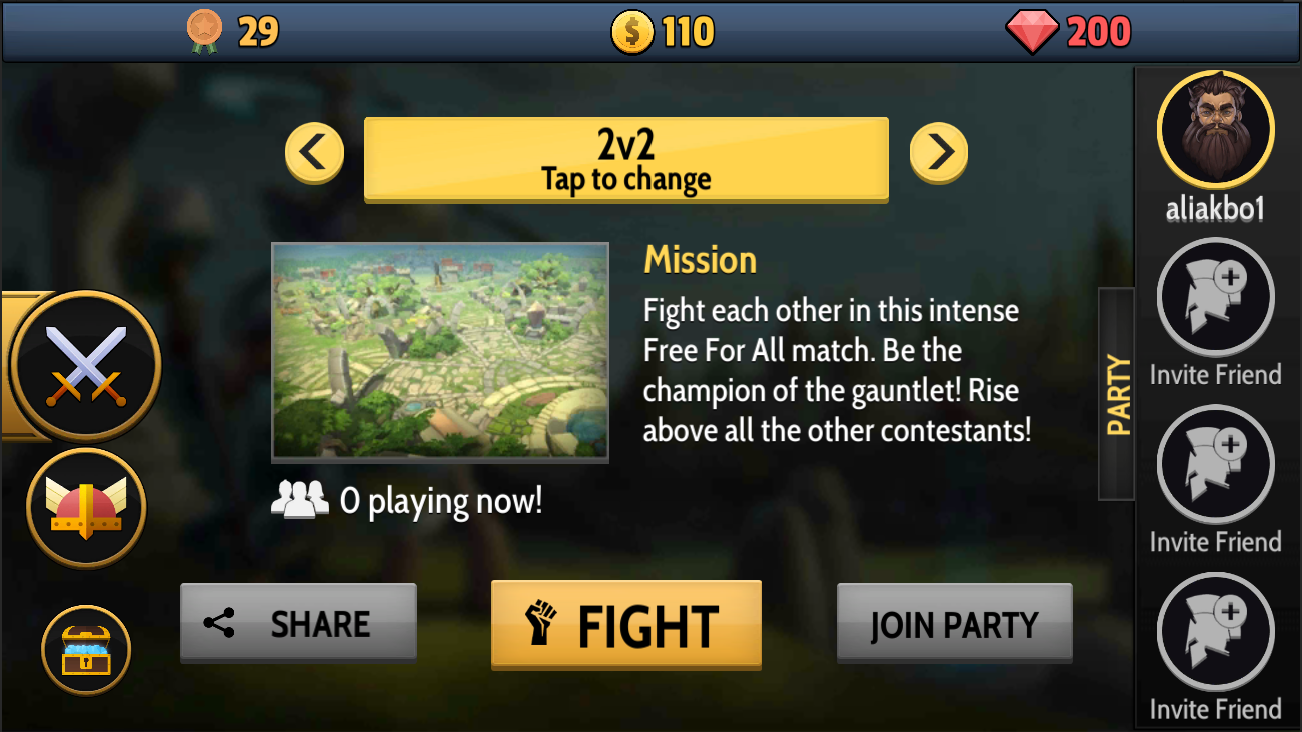 29
110
200
2v2
Tap to change
aliakbo1
Mission
Fight each other in this intense
Free For All match. Be the
champion of the gauntlet! Rise
above all the other contestants!
0 playing now!
PARTY
Invite Friend
Invite Friend
Invite Friend
SHARE
FIGHT
JOIN PARTY